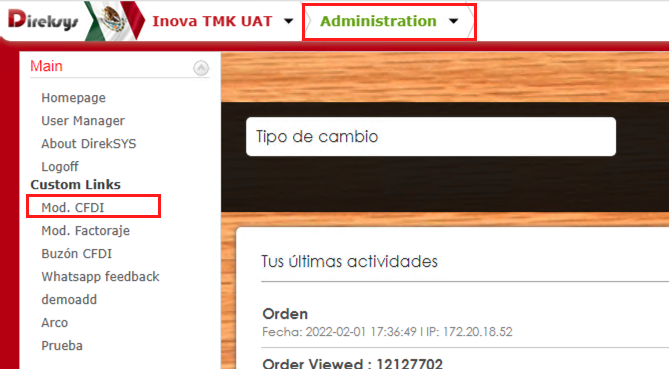 Direksys
Inova TMK UAT
Administration
Main
Homepage
User Manager
About DirekSYS
Logoff
Custom Links
Mod. CFDI
Mod. Factoraje
Buzón CFDI
Whatsapp feedback
demoadd
Arco
Prueba
Tipo de cambio
Tus últimas actividades
Orden
Fecha: 2022-02-01 17:36:49 | IP: 172.20.18.52
Order Viewed : 12127702